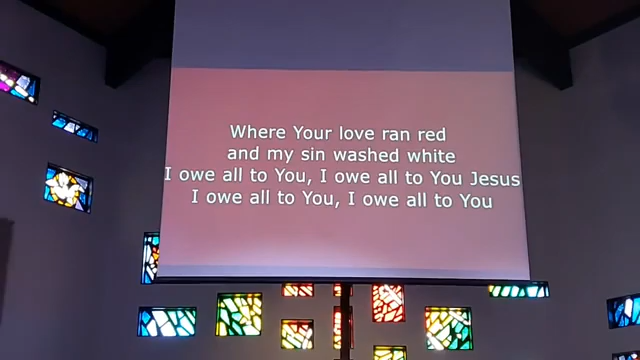 Where Your love ran red
and my sin washed white
I owe all to You, I owe all to You Jesus
I owe all to You, I owe all to You